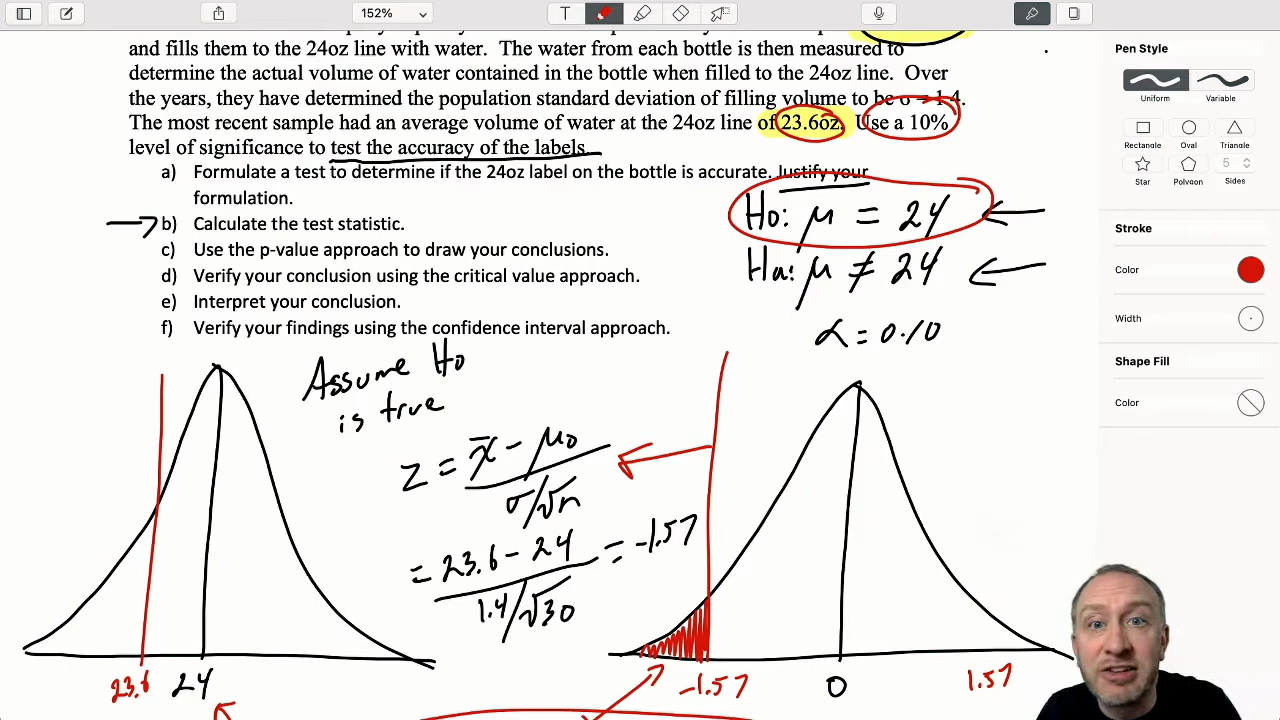 152%
T
and fills them to the 24oz line with water. The water from each bottle is then measured to
determine the actual volume of water contained in the bottle when filled to the 24oz line. Over
the years, they have determined the population standard deviation of filling volume to be σ = 1.4.
The most recent sample had an average volume of water at the 24oz line of 23.6oz. Use a 10%
level of significance to test the accuracy of the labels.
a) Formulate a test to determine if the 24oz label on the bottle is accurate. Justify your
formulation.
b) Calculate the test statistic.
c) Use the p-value approach to draw your conclusions.
d) Verify your conclusion using the critical value approach.
e) Interpret your conclusion.
f) Verify your findings using the confidence interval approach.
Ho: μ = 24
Ha: μ ≠ 24
α = 0.10
Assume Ho
is true
z = x̄ - μ0
σ/√n
= 23.6 - 24 = -1.57
1.4/√30
23.6 24
-1.57 0 1.57
Pen Style
Uniform Variable
Rectangle Oval Triangle
5
Star Polygon Sides
Stroke
Color
Width
Shape Fill
Color